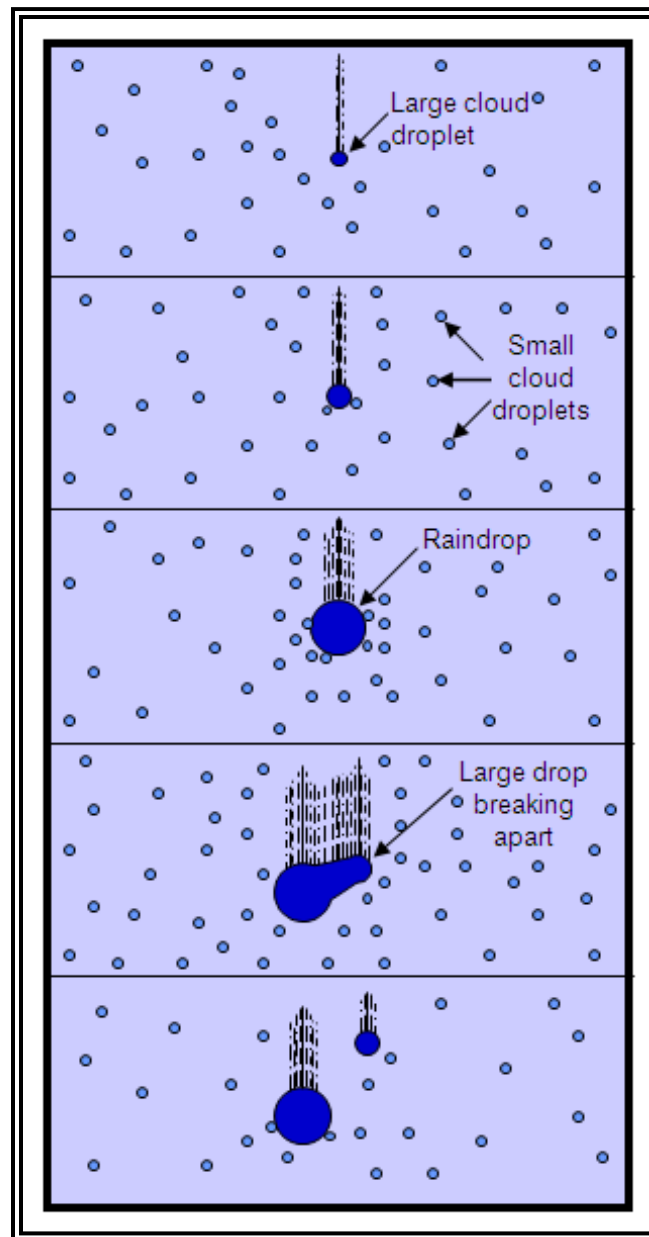 Large cloud
droplet
Small
cloud
droplets
Raindrop
Large drop
breaking
apart